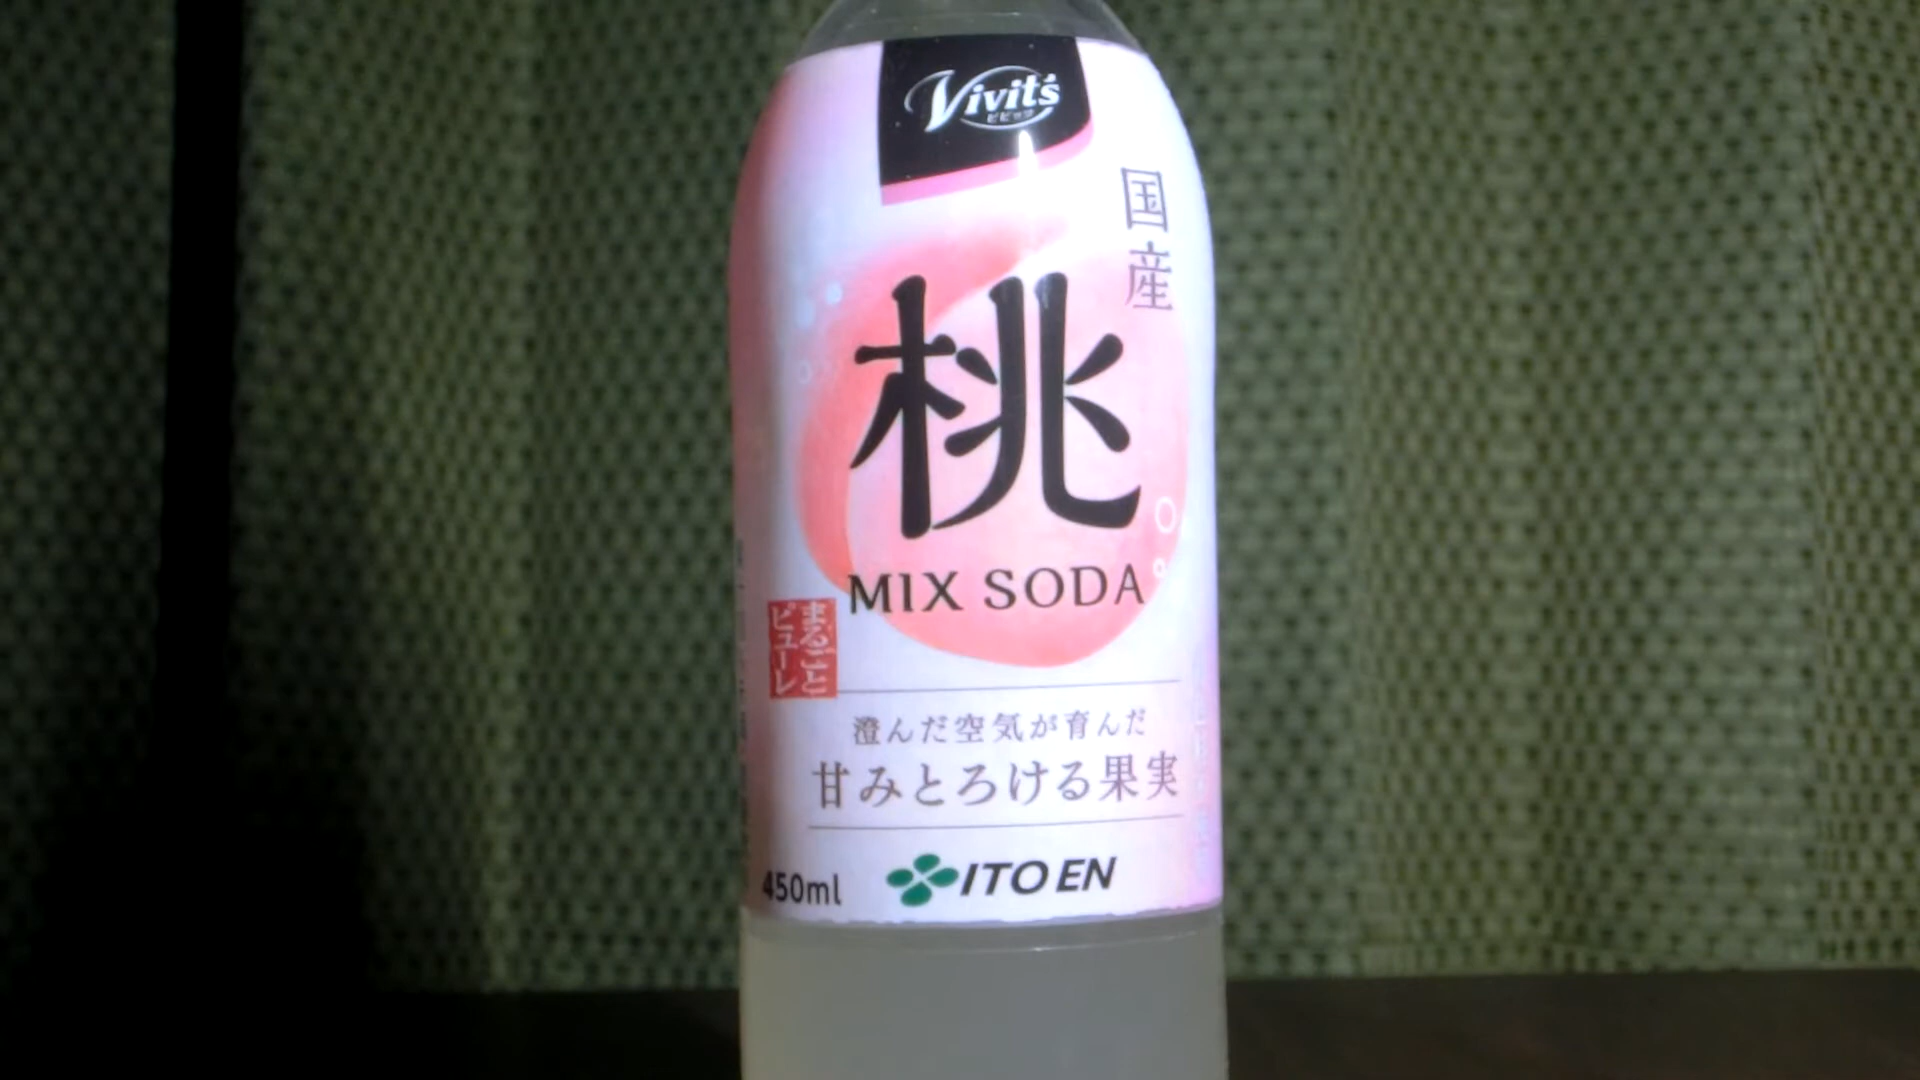 Vivit's
ビビッツ
国産
桃
MIX SODA
まるごと
ピューレ
澄んだ空気が育んだ
甘みとろける果実
450ml
ITO EN